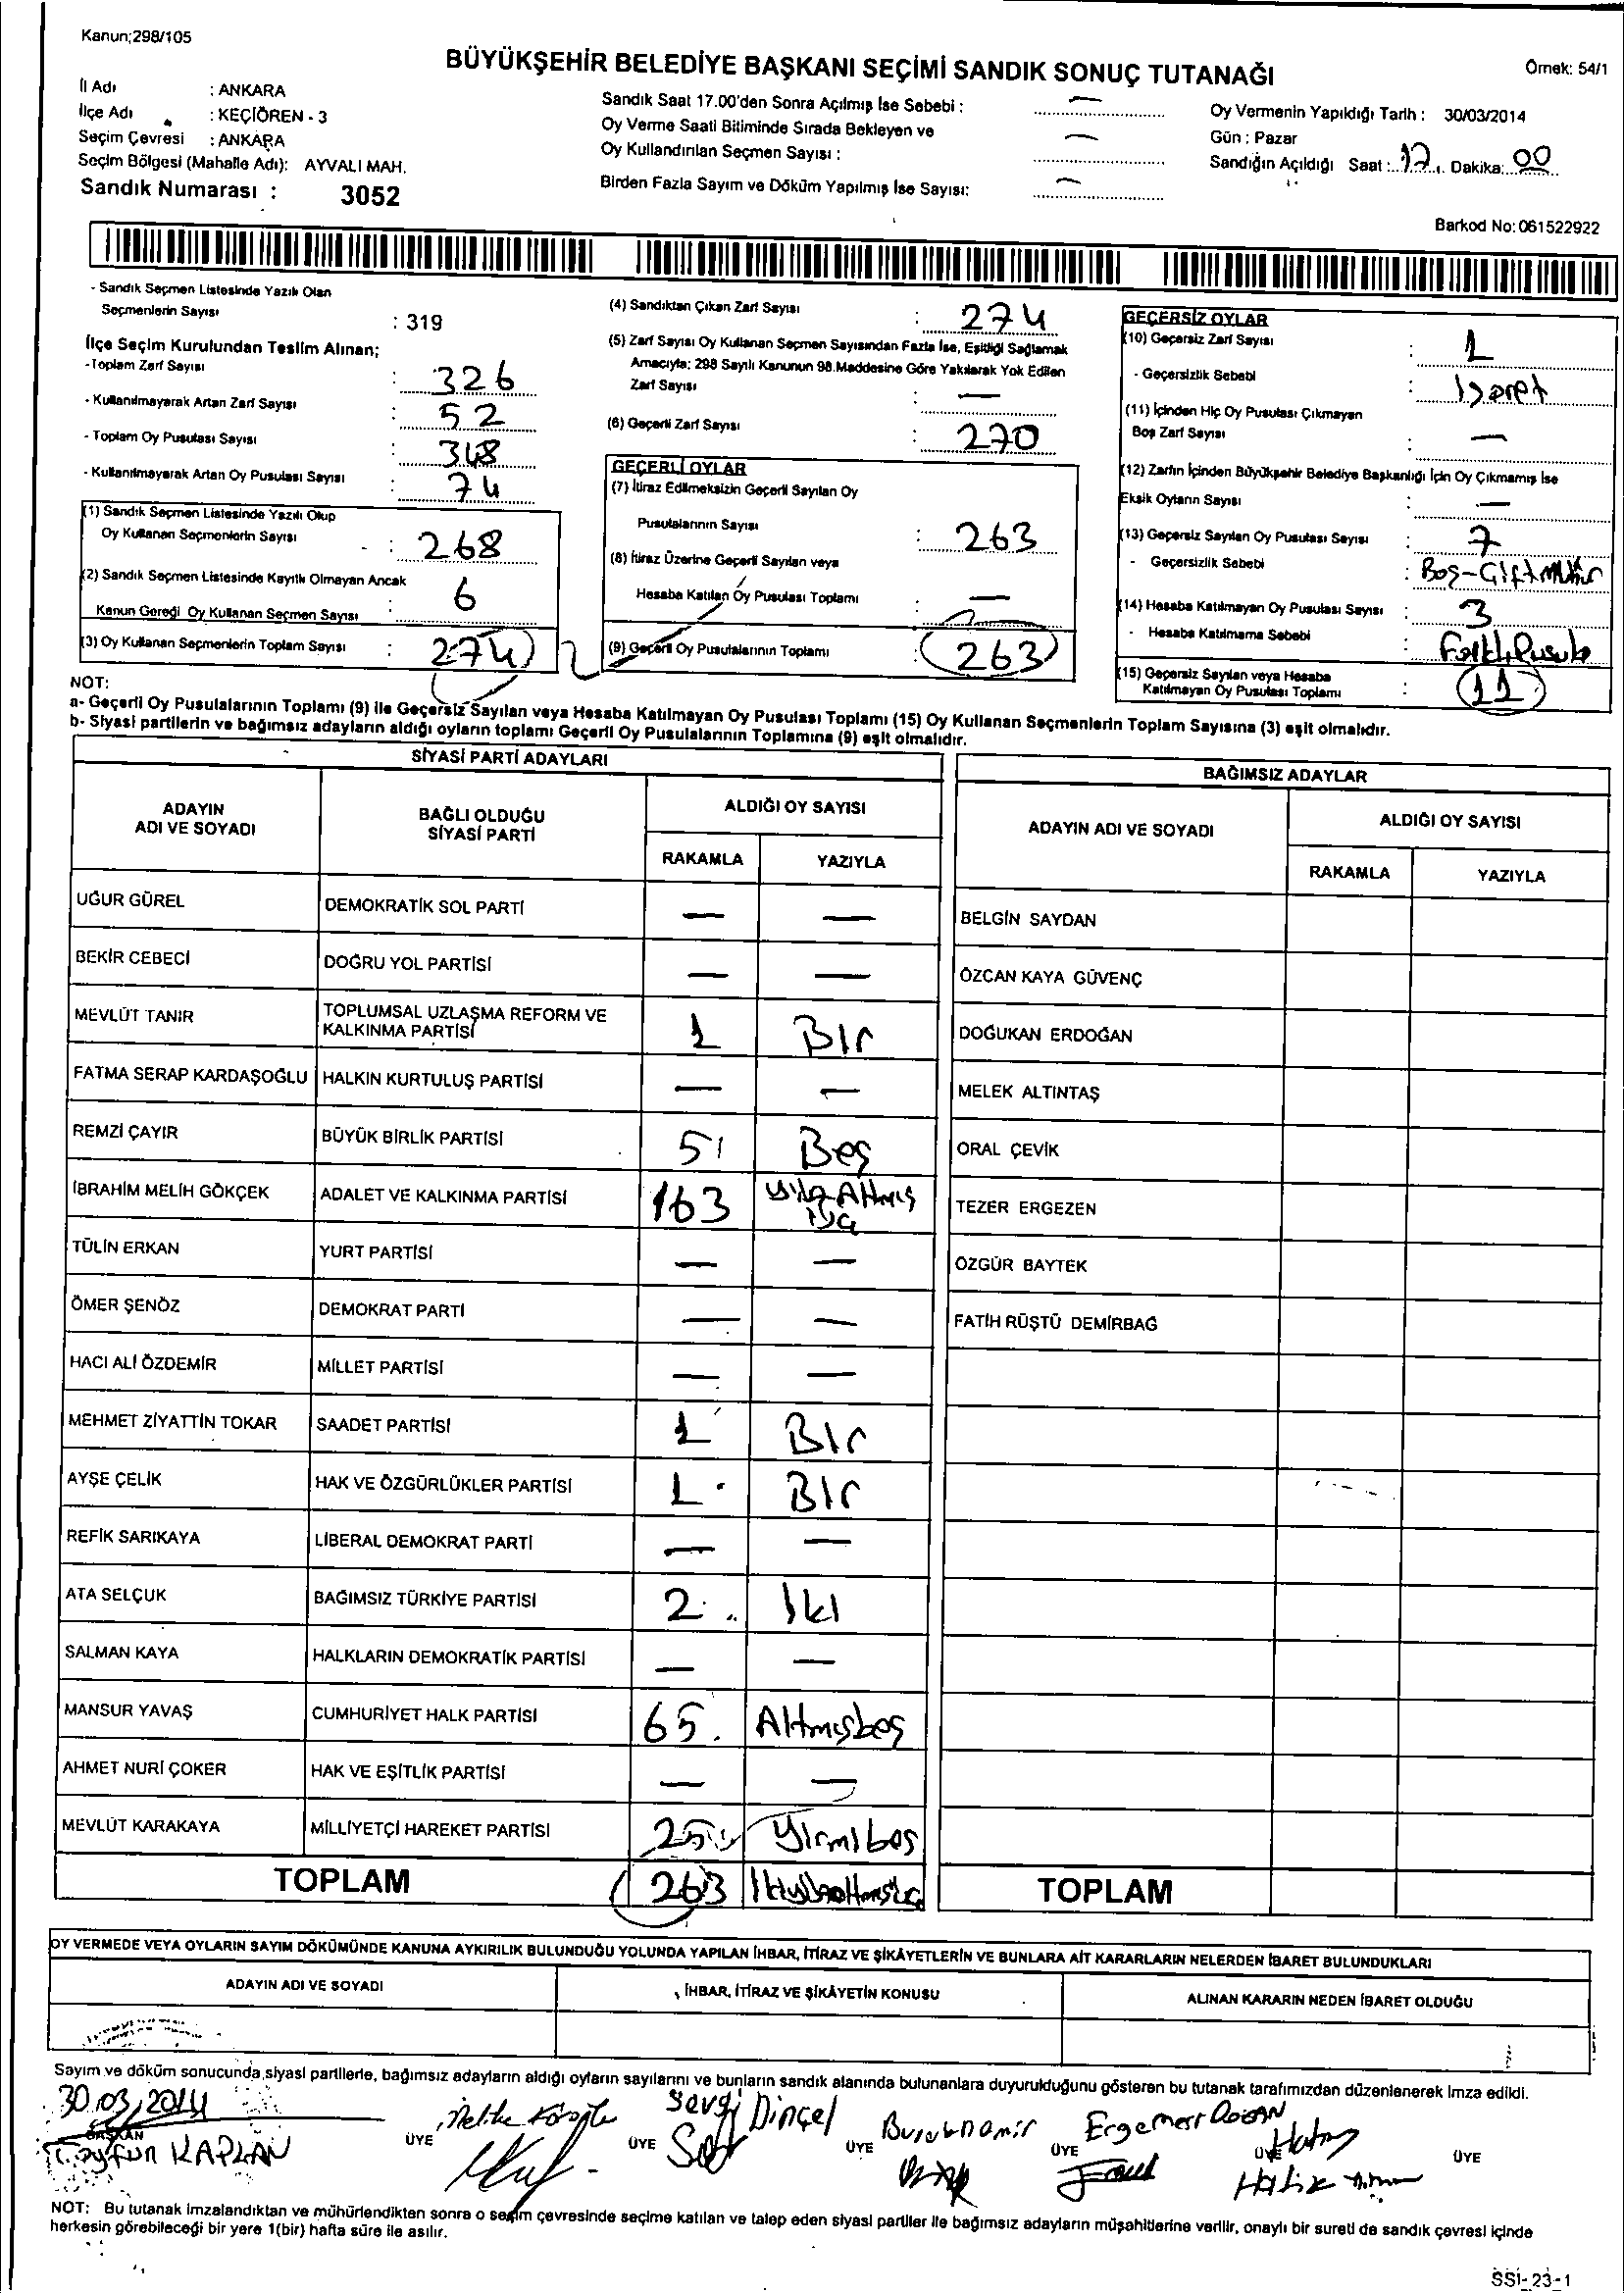 Kanun;298/105
BÜYÜKŞEHİR BELEDİYE BAŞKANI SEÇİMİ SANDIK SONUÇ TUTANAĞI
Örnek: 54/1
İl Adı : ANKARA
İlçe Adı : KEÇİÖREN - 3
Seçim Çevresi : ANKARA
Seçim Bölgesi (Mahalle Adı): AYVALI MAH.
Sandık Numarası : 3052
Sandık Saat 17.00'den Sonra Açılmış İse Sebebi : —
Oy Verme Saati Bitiminde Sırada Bekleyen ve
Oy Kullandırılan Seçmen Sayısı : —
Birden Fazla Sayım ve Döküm Yapılmış İse Sayısı: —
Oy Vermenin Yapıldığı Tarih : 30/03/2014
Gün : Pazar
Sandığın Açıldığı Saat : 17 Dakika: 00
Barkod No: 061522922
- Sandık Seçmen Listesinde Yazılı Olan
Seçmenlerin Sayısı : 319
İlçe Seçim Kurulundan Teslim Alınan;
-Toplam Zarf Sayısı : 326
- Kullanılmayarak Artan Zarf Sayısı : 52
- Toplam Oy Pusulası Sayısı : 348
- Kullanılmayarak Artan Oy Pusulası Sayısı : 74
(1) Sandık Seçmen Listesinde Yazılı Olup
Oy Kullanan Seçmenlerin Sayısı : 268
(2) Sandık Seçmen Listesinde Kayıtlı Olmayan Ancak
Kanun Gereği Oy Kullanan Seçmen Sayısı : 6
(3) Oy Kullanan Seçmenlerin Toplam Sayısı : 274
(4) Sandıktan Çıkan Zarf Sayısı : 274
(5) Zarf Sayısı Oy Kullanan Seçmen Sayısından Fazla İse, Eşitliği Sağlamak
Amacıyla; 298 Sayılı Kanunun 98.Maddesine Göre Yakılarak Yok Edilen
Zarf Sayısı : —
(6) Geçerli Zarf Sayısı : 270
GEÇERLİ OYLAR
(7) İtiraz Edilmeksizin Geçerli Sayılan Oy
Pusulalarının Sayısı : 263
(8) İtiraz Üzerine Geçerli Sayılan veya
Hesaba Katılan Oy Pusulası Toplamı : —
(9) Geçerli Oy Pusulalarının Toplamı : 263
GEÇERSİZ OYLAR
(10) Geçersiz Zarf Sayısı : 1
- Geçersizlik Sebebi : İşaret
(11) İçinden Hiç Oy Pusulası Çıkmayan
Boş Zarf Sayısı : —
(12) Zarfın İçinden Büyükşehir Belediye Başkanlığı İçin Oy Çıkmamış İse
Eksik Oyların Sayısı : —
(13) Geçersiz Sayılan Oy Pusulası Sayısı : 7
- Geçersizlik Sebebi : Boş-Çift mühür
(14) Hesaba Katılmayan Oy Pusulası Sayısı : 3
- Hesaba Katılmama Sebebi : Farklı Pusula
(15) Geçersiz Sayılan veya Hesaba
Katılmayan Oy Pusulası Toplamı : 11
NOT:
a- Geçerli Oy Pusulalarının Toplamı (9) ile Geçersiz Sayılan veya Hesaba Katılmayan Oy Pusulası Toplamı (15) Oy Kullanan Seçmenlerin Toplam Sayısına (3) eşit olmalıdır.
b- Siyasi partilerin ve bağımsız adayların aldığı oyların toplamı Geçerli Oy Pusulalarının Toplamına (9) eşit olmalıdır.
SİYASİ PARTİ ADAYLARI
ADAYIN ADI VE SOYADI
BAĞLI OLDUĞU SİYASİ PARTİ
ALDIĞI OY SAYISI
RAKAMLA YAZIYLA
UĞUR GÜREL DEMOKRATİK SOL PARTİ — —
BEKİR CEBECİ DOĞRU YOL PARTİSİ — —
MEVLÜT TANIR TOPLUMSAL UZLAŞMA REFORM VE KALKINMA PARTİSİ 1 Bir
FATMA SERAP KARDAŞOĞLU HALKIN KURTULUŞ PARTİSİ — —
REMZİ ÇAYIR BÜYÜK BİRLİK PARTİSİ 5 Beş
İBRAHİM MELİH GÖKÇEK ADALET VE KALKINMA PARTİSİ 163 Yüz Altmış Üç
TÜLİN ERKAN YURT PARTİSİ — —
ÖMER ŞENÖZ DEMOKRAT PARTİ — —
HACI ALİ ÖZDEMİR MİLLET PARTİSİ — —
MEHMET ZİYATTİN TOKAR SAADET PARTİSİ 1 Bir
AYŞE ÇELİK HAK VE ÖZGÜRLÜKLER PARTİSİ 1 Bir
REFİK SARIKAYA LİBERAL DEMOKRAT PARTİ — —
ATA SELÇUK BAĞIMSIZ TÜRKİYE PARTİSİ 2 İki
SALMAN KAYA HALKLARIN DEMOKRATİK PARTİSİ — —
MANSUR YAVAŞ CUMHURİYET HALK PARTİSİ 65 Altmışbeş
AHMET NURİ ÇOKER HAK VE EŞİTLİK PARTİSİ — —
MEVLÜT KARAKAYA MİLLİYETÇİ HAREKET PARTİSİ 25 Yirmibeş
TOPLAM 263 İkiyüzaltmışüç
BAĞIMSIZ ADAYLAR
ADAYIN ADI VE SOYADI
ALDIĞI OY SAYISI
RAKAMLA YAZIYLA
BELGİN SAYDAN
ÖZCAN KAYA GÜVENÇ
DOĞUKAN ERDOĞAN
MELEK ALTINTAŞ
ORAL ÇEVİK
TEZER ERGEZEN
ÖZGÜR BAYTEK
FATİH RÜŞTÜ DEMİRBAĞ
TOPLAM
OY VERMEDE VEYA OYLARIN SAYIM DÖKÜMÜNDE KANUNA AYKIRILIK BULUNDUĞU YOLUNDA YAPILAN İHBAR, İTİRAZ VE ŞİKÂYETLERİN VE BUNLARA AİT KARARLARIN NELERDEN İBARET BULUNDUKLARI
ADAYIN ADI VE SOYADI
İHBAR, İTİRAZ VE ŞİKÂYETİN KONUSU
ALINAN KARARIN NEDEN İBARET OLDUĞU
Sayım ve döküm sonucunda siyasi partilerle, bağımsız adayların aldığı oyların sayılarını ve bunların sandık alanında bulunanlara duyurulduğunu gösteren bu tutanak tarafımızdan düzenlenerek imza edildi.
30.03.2014
BAŞKAN ÜYE ÜYE ÜYE ÜYE ÜYE ÜYE
Tayfun KAPLAN Sevgi Dinçel DOĞAN
NOT: Bu tutanak imzalandıktan ve mühürlendikten sonra o seçim çevresinde seçime katılan ve talep eden siyasi partiler ile bağımsız adayların müşahitlerine verilir, onaylı bir sureti de sandık çevresi içinde
herkesin görebileceği bir yere 1(bir) hafta süre ile asılır.
SSİ-23-1